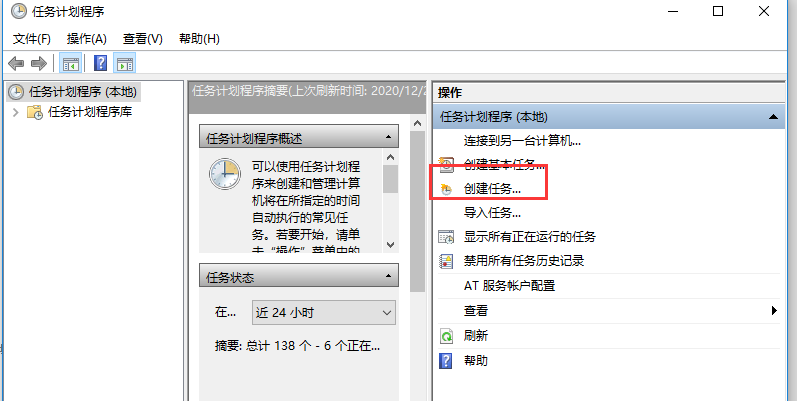 任务计划程序
文件(F) 操作(A) 查看(V) 帮助(H)
任务计划程序 (本地)
任务计划程序库
任务计划程序摘要(上次刷新时间: 2020/12/2
任务计划程序概述
可以使用任务计划程
序来创建和管理计算
机将在所指定的时间
自动执行的常见任
务。若要开始，请单
击“操作”菜单中的
任务状态
在... 近 24 小时
摘要: 总计 138 个 - 6 个正在...
操作
任务计划程序 (本地)
连接到另一台计算机...
创建基本任务...
创建任务...
导入任务...
显示所有正在运行的任务
禁用所有任务历史记录
AT 服务帐户配置
查看
刷新
帮助